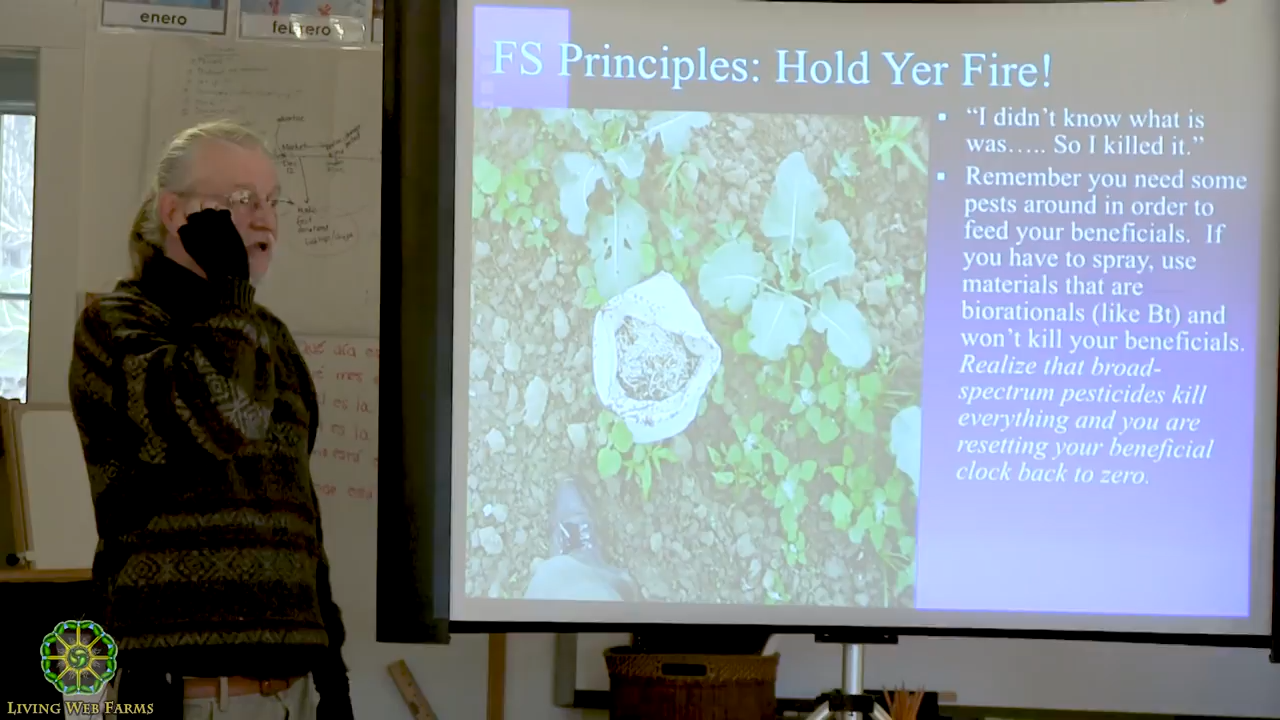 enero
febrero
FS Principles: Hold Yer Fire!
“I didn’t know what is
was….. So I killed it.”
Remember you need some
pests around in order to
feed your beneficials. If
you have to spray, use
materials that are
biorationals (like Bt) and
won’t kill your beneficials.
Realize that broad-
spectrum pesticides kill
everything and you are
resetting your beneficial
clock back to zero.
Market
LIVING WEB FARMS